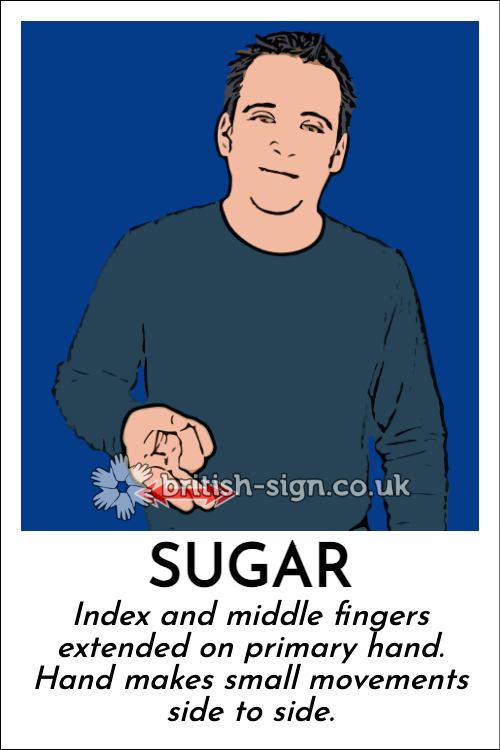 british-sign.co.uk
SUGAR
Index and middle fingers
extended on primary hand.
Hand makes small movements
side to side.